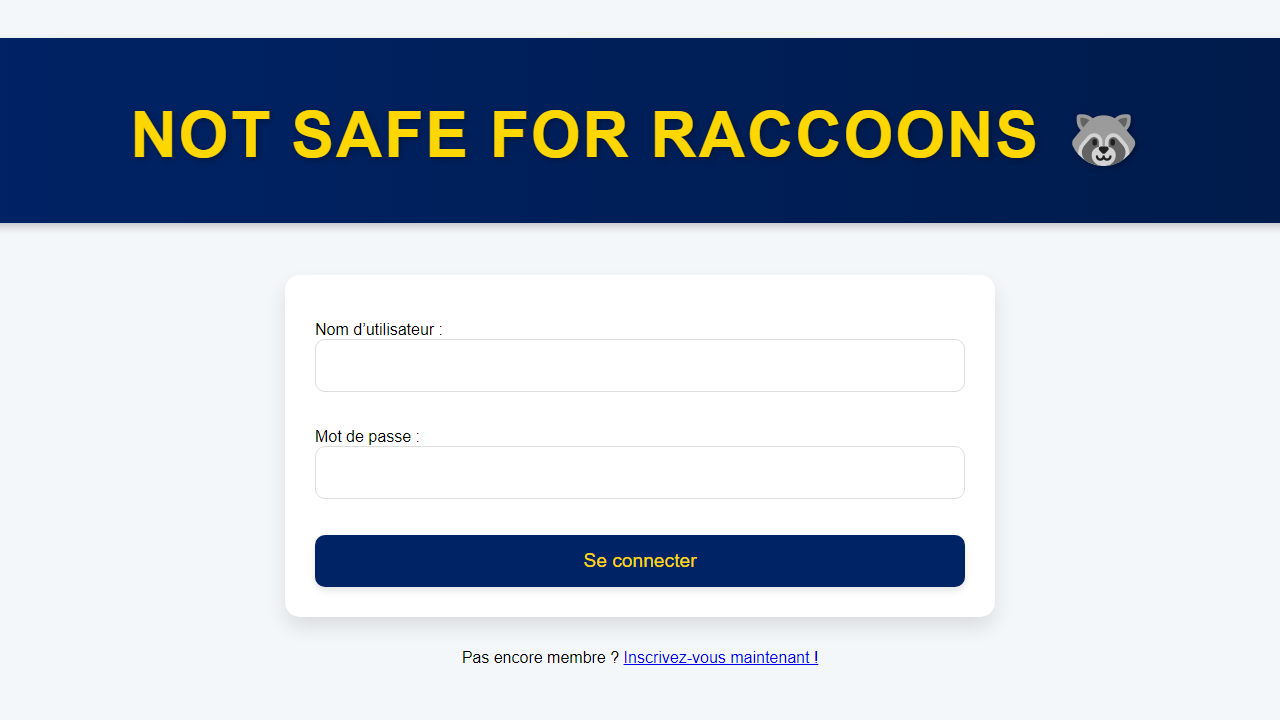 NOT SAFE FOR RACCOONS 🦝
Nom d’utilisateur :
Mot de passe :
Se connecter
Pas encore membre ? Inscrivez-vous maintenant !